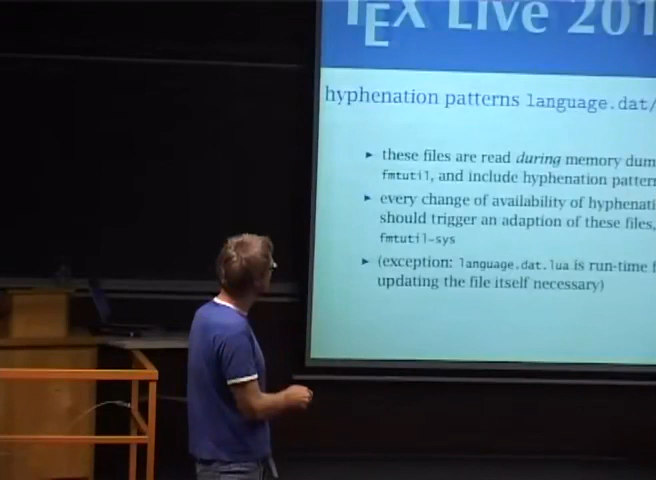 TEX Live 201
hyphenation patterns language.dat/
these files are read during memory dum
fmtutil, and include hyphenation patter
every change of availability of hyphenati
should trigger an adaption of these files,
fmtutil-sys
(exception: language.dat.lua is run-time
updating the file itself necessary)